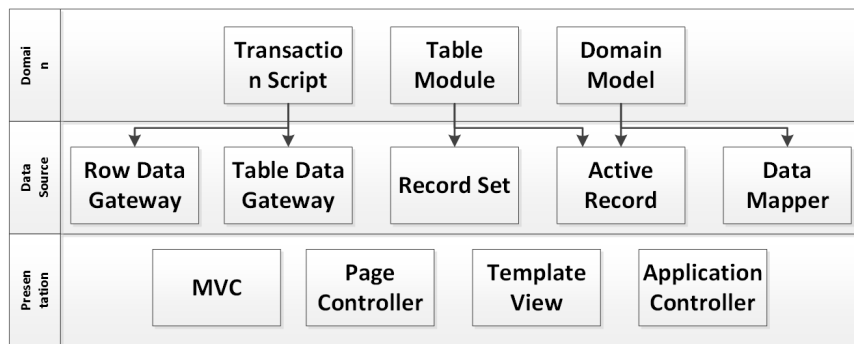 Domai
n
Transactio
n Script
Table
Module
Domain
Model
Data
Source
Row Data
Gateway
Table Data
Gateway
Record Set
Active
Record
Data
Mapper
Presen
tation
MVC
Page
Controller
Template
View
Application
Controller